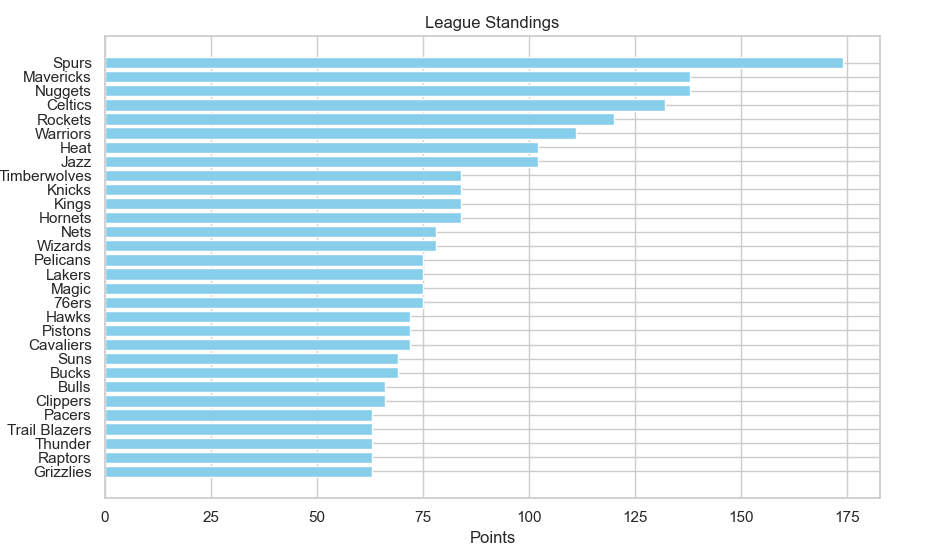 League Standings
Spurs
Mavericks
Nuggets
Celtics
Rockets
Warriors
Heat
Jazz
Timberwolves
Knicks
Kings
Hornets
Nets
Wizards
Pelicans
Lakers
Magic
76ers
Hawks
Pistons
Cavaliers
Suns
Bucks
Bulls
Clippers
Pacers
Trail Blazers
Thunder
Raptors
Grizzlies
0 25 50 75 100 125 150 175
Points